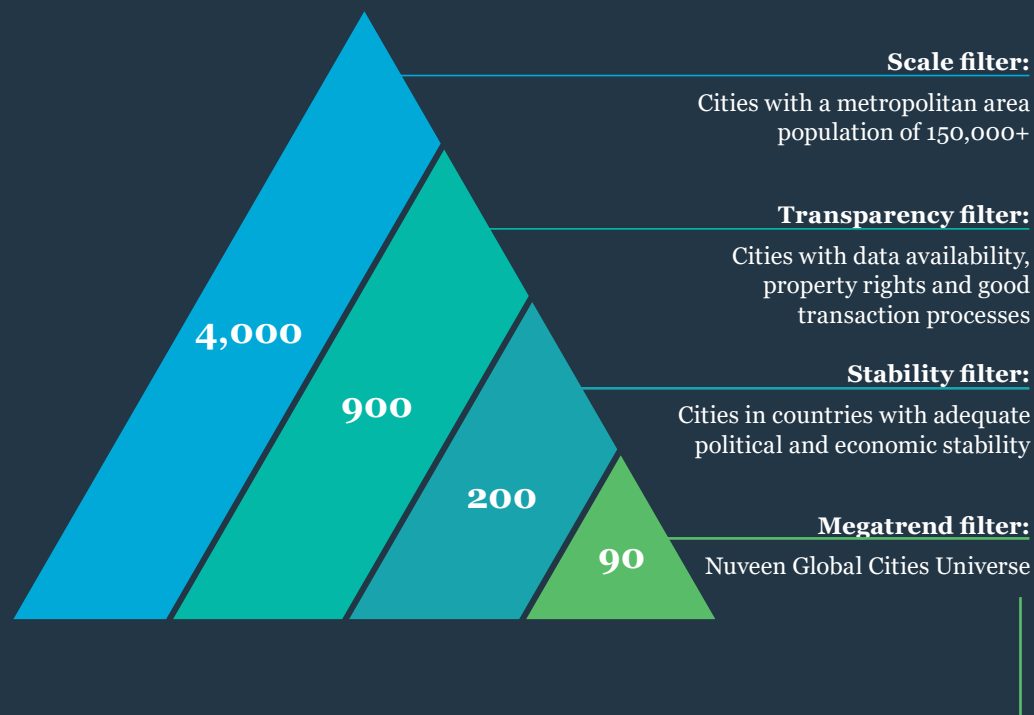 Scale filter:
Cities with a metropolitan area
population of 150,000+
Transparency filter:
Cities with data availability,
property rights and good
transaction processes
4,000
Stability filter:
900
Cities in countries with adequate
political and economic stability
200
Megatrend filter:
90
Nuveen Global Cities Universe